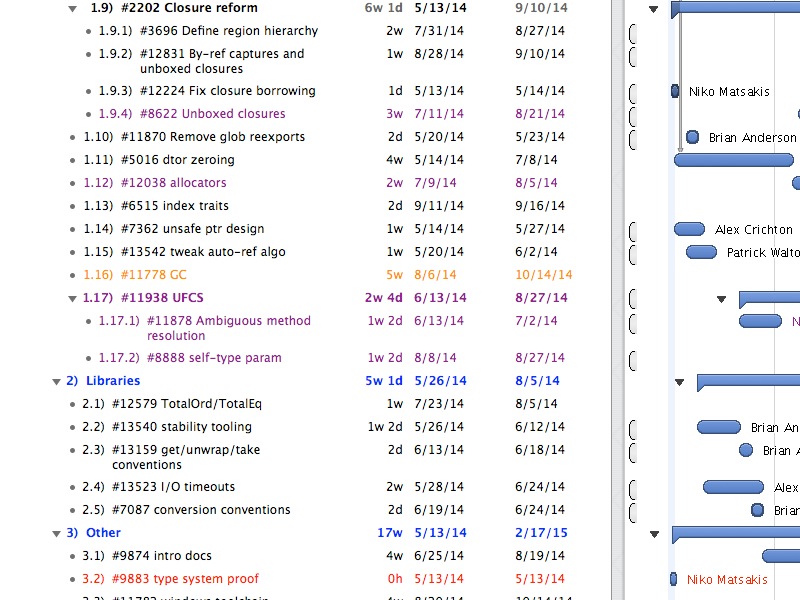 1.9) #2202 Closure reform 6w 1d 5/13/14 9/10/14
1.9.1) #3696 Define region hierarchy 2w 7/31/14 8/27/14
1.9.2) #12831 By-ref captures and 1w 8/28/14 9/10/14
unboxed closures
1.9.3) #12224 Fix closure borrowing 1d 5/13/14 5/14/14 Niko Matsakis
1.9.4) #8622 Unboxed closures 3w 7/11/14 8/21/14
1.10) #11870 Remove glob reexports 2d 5/20/14 5/23/14 Brian Anderson
1.11) #5016 dtor zeroing 4w 5/14/14 7/8/14
1.12) #12038 allocators 2w 7/9/14 8/5/14
1.13) #6515 index traits 2d 9/11/14 9/16/14
1.14) #7362 unsafe ptr design 1w 5/14/14 5/27/14 Alex Crichton
1.15) #13542 tweak auto-ref algo 1w 5/20/14 6/2/14 Patrick Walto
1.16) #11778 GC 5w 8/6/14 10/14/14
1.17) #11938 UFCS 2w 4d 6/13/14 8/27/14
1.17.1) #11878 Ambiguous method 1w 2d 6/13/14 7/2/14 N
resolution
1.17.2) #8888 self-type param 1w 2d 8/8/14 8/27/14
2) Libraries 5w 1d 5/26/14 8/5/14
2.1) #12579 TotalOrd/TotalEq 1w 7/23/14 8/5/14
2.2) #13540 stability tooling 1w 2d 5/26/14 6/12/14 Brian An
2.3) #13159 get/unwrap/take 2d 6/13/14 6/18/14 Brian A
conventions
2.4) #13523 I/O timeouts 2w 5/28/14 6/24/14 Alex
2.5) #7087 conversion conventions 2d 6/19/14 6/24/14 Brian
3) Other 17w 5/13/14 2/17/15
3.1) #9874 intro docs 4w 6/25/14 8/19/14
3.2) #9883 type system proof 0h 5/13/14 5/13/14 Niko Matsakis